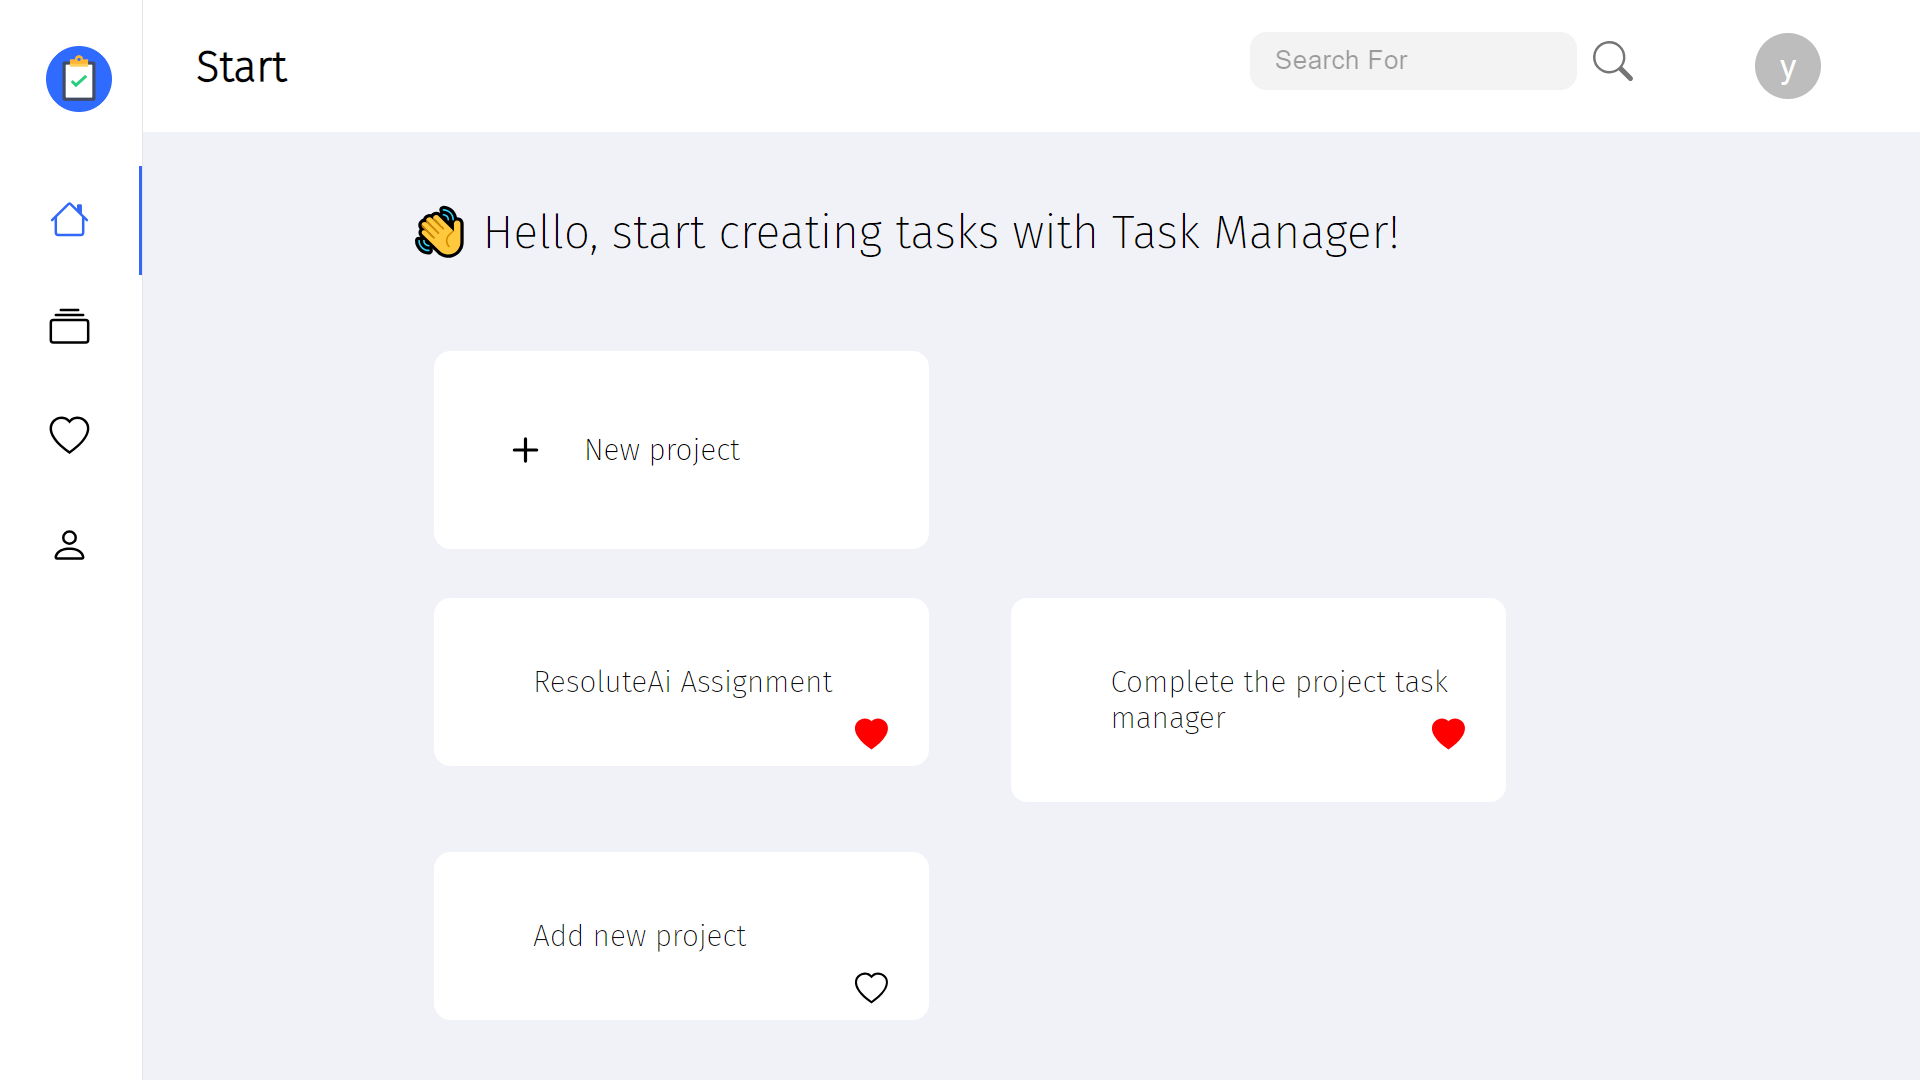 Start
Search For
y
Hello, start creating tasks with Task Manager!
New project
ResoluteAi Assignment
Complete the project task
manager
Add new project